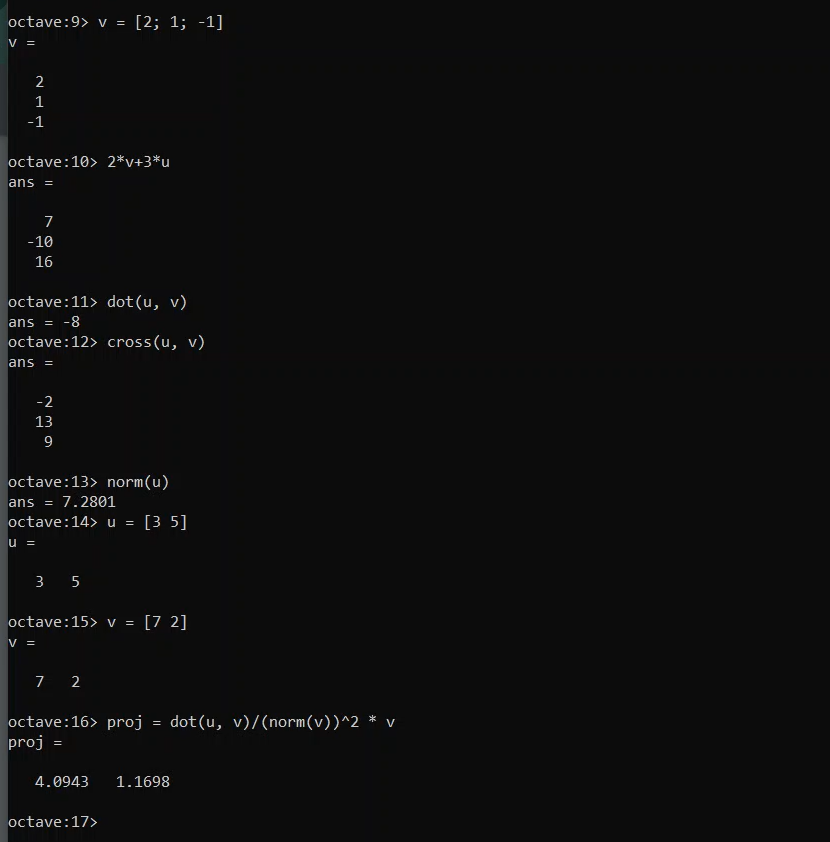 octave:9> v = [2; 1; -1]
v =
2
1
-1
octave:10> 2*v+3*u
ans =
7
-10
16
octave:11> dot(u, v)
ans = -8
octave:12> cross(u, v)
ans =
-2
13
9
octave:13> norm(u)
ans = 7.2801
octave:14> u = [3 5]
u =
3   5
octave:15> v = [7 2]
v =
7   2
octave:16> proj = dot(u, v)/(norm(v))^2 * v
proj =
4.0943   1.1698
octave:17>